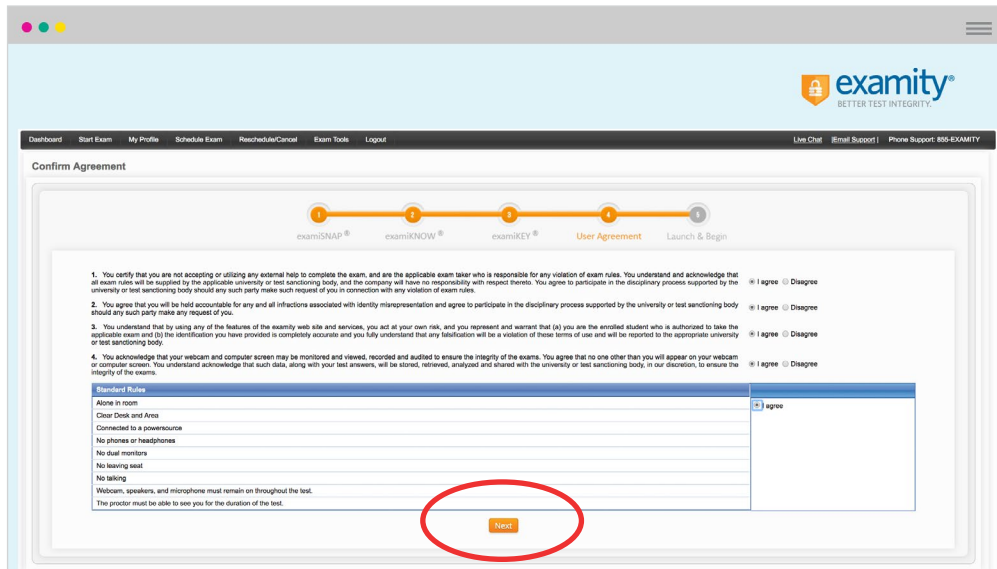 examity®
BETTER TEST INTEGRITY.
Dashboard Start Exam My Profile Schedule Exam Reschedule/Cancel Exam Tools Logout Live Chat |Email Support| Phone Support: 855-EXAMITY
Confirm Agreement
1 2 3 4 5
examiSNAP ® examiKNOW ® examiKEY ® User Agreement Launch & Begin
1. You certify that you are not accepting or utilizing any external help to complete the exam, and are the applicable exam taker who is responsible for any violation of exam rules. You understand and acknowledge that
all exam rules will be supplied by the applicable university or test sanctioning body, and the company will have no responsibility with respect thereto. You agree to participate in the disciplinary process supported by the
university or test sanctioning body should any such party make such request of you in connection with any violation of exam rules.
I agree Disagree
2. You agree that you will be held accountable for any and all infractions associated with identity misrepresentation and agree to participate in the disciplinary process supported by the university or test sanctioning body
should any such party make any request of you.
I agree Disagree
3. You understand that by using any of the features of the examity web site and services, you act at your own risk, and you represent and warrant that (a) you are the enrolled student who is authorized to take the
applicable exam and (b) the identification you have provided is completely accurate and you fully understand that any falsification will be a violation of these terms of use and will be reported to the appropriate university
or test sanctioning body.
I agree Disagree
4. You acknowledge that your webcam and computer screen may be monitored and viewed, recorded and audited to ensure the integrity of the exams. You agree that no one other than you will appear on your webcam
or computer screen. You understand acknowledge that such data, along with your test answers, will be stored, retrieved, analyzed and shared with the university or test sanctioning body, in our discretion, to ensure the
integrity of the exams.
I agree Disagree
Standard Rules
Alone in room
I agree
Clear Desk and Area
Connected to a powersource
No phones or headphones
No dual monitors
No leaving seat
No talking
Webcam, speakers, and microphone must remain on throughout the test.
The proctor must be able to see you for the duration of the test.
Next